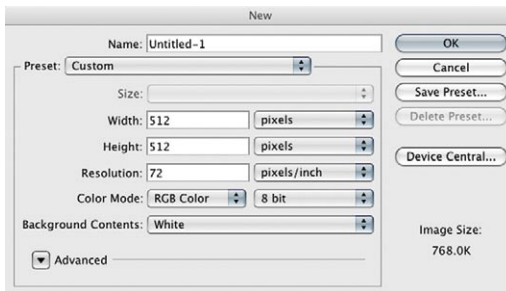 New
Name: Untitled-1
OK
Preset: Custom
Cancel
Size:
Save Preset...
Width: 512 pixels
Delete Preset...
Height: 512 pixels
Device Central...
Resolution: 72 pixels/inch
Color Mode: RGB Color 8 bit
Background Contents: White
Image Size:
768.0K
Advanced